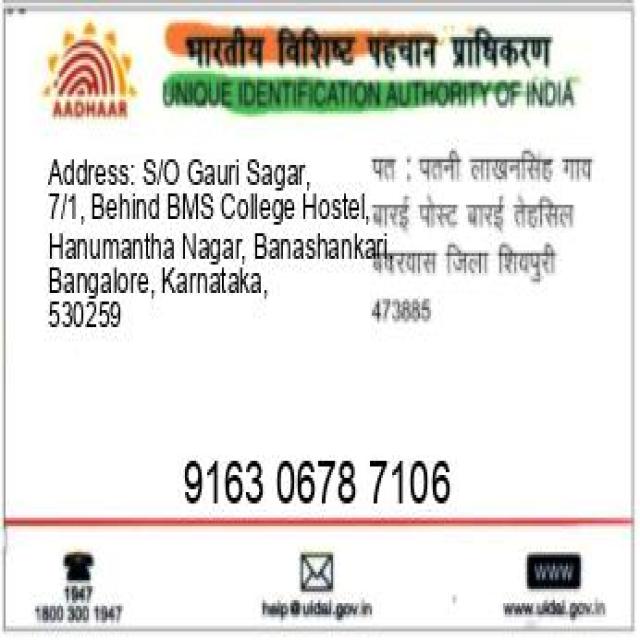 भारतीय विशिष्ट पहचान प्राधिकरण
AADHAAR
UNIQUE IDENTIFICATION AUTHORITY OF INDIA
Address: S/O Gauri Sagar,
7/1, Behind BMS College Hostel,
Hanumantha Nagar, Banashankari,
Bangalore, Karnataka,
530259
पत : पतनी लाखनसिंह गाय
बारई पोस्ट बारई तेहसिल
जिला शिवपुरी
473885
9163 0678 7106
1947
1800 300 1947
help@uidai.gov.in
WWW
www.uidai.gov.in